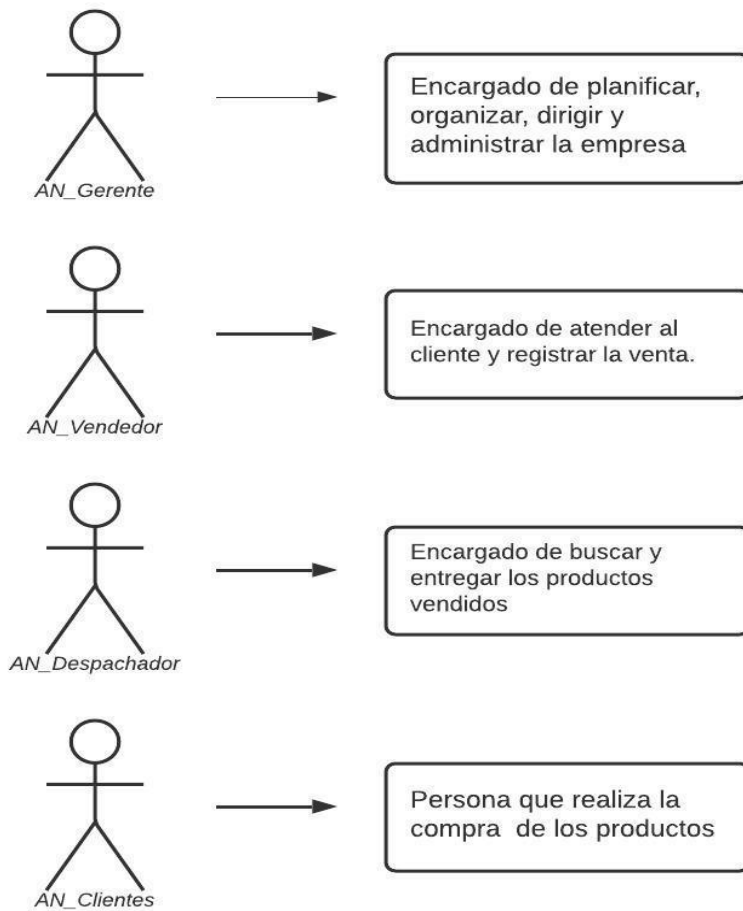 Encargado de planificar,
organizar, dirigir y
administrar la empresa
AN_Gerente
Encargado de atender al
cliente y registrar la venta.
AN_Vendedor
Encargado de buscar y
entregar los productos
vendidos
AN_Despachador
Persona que realiza la
compra de los productos
AN_Clientes